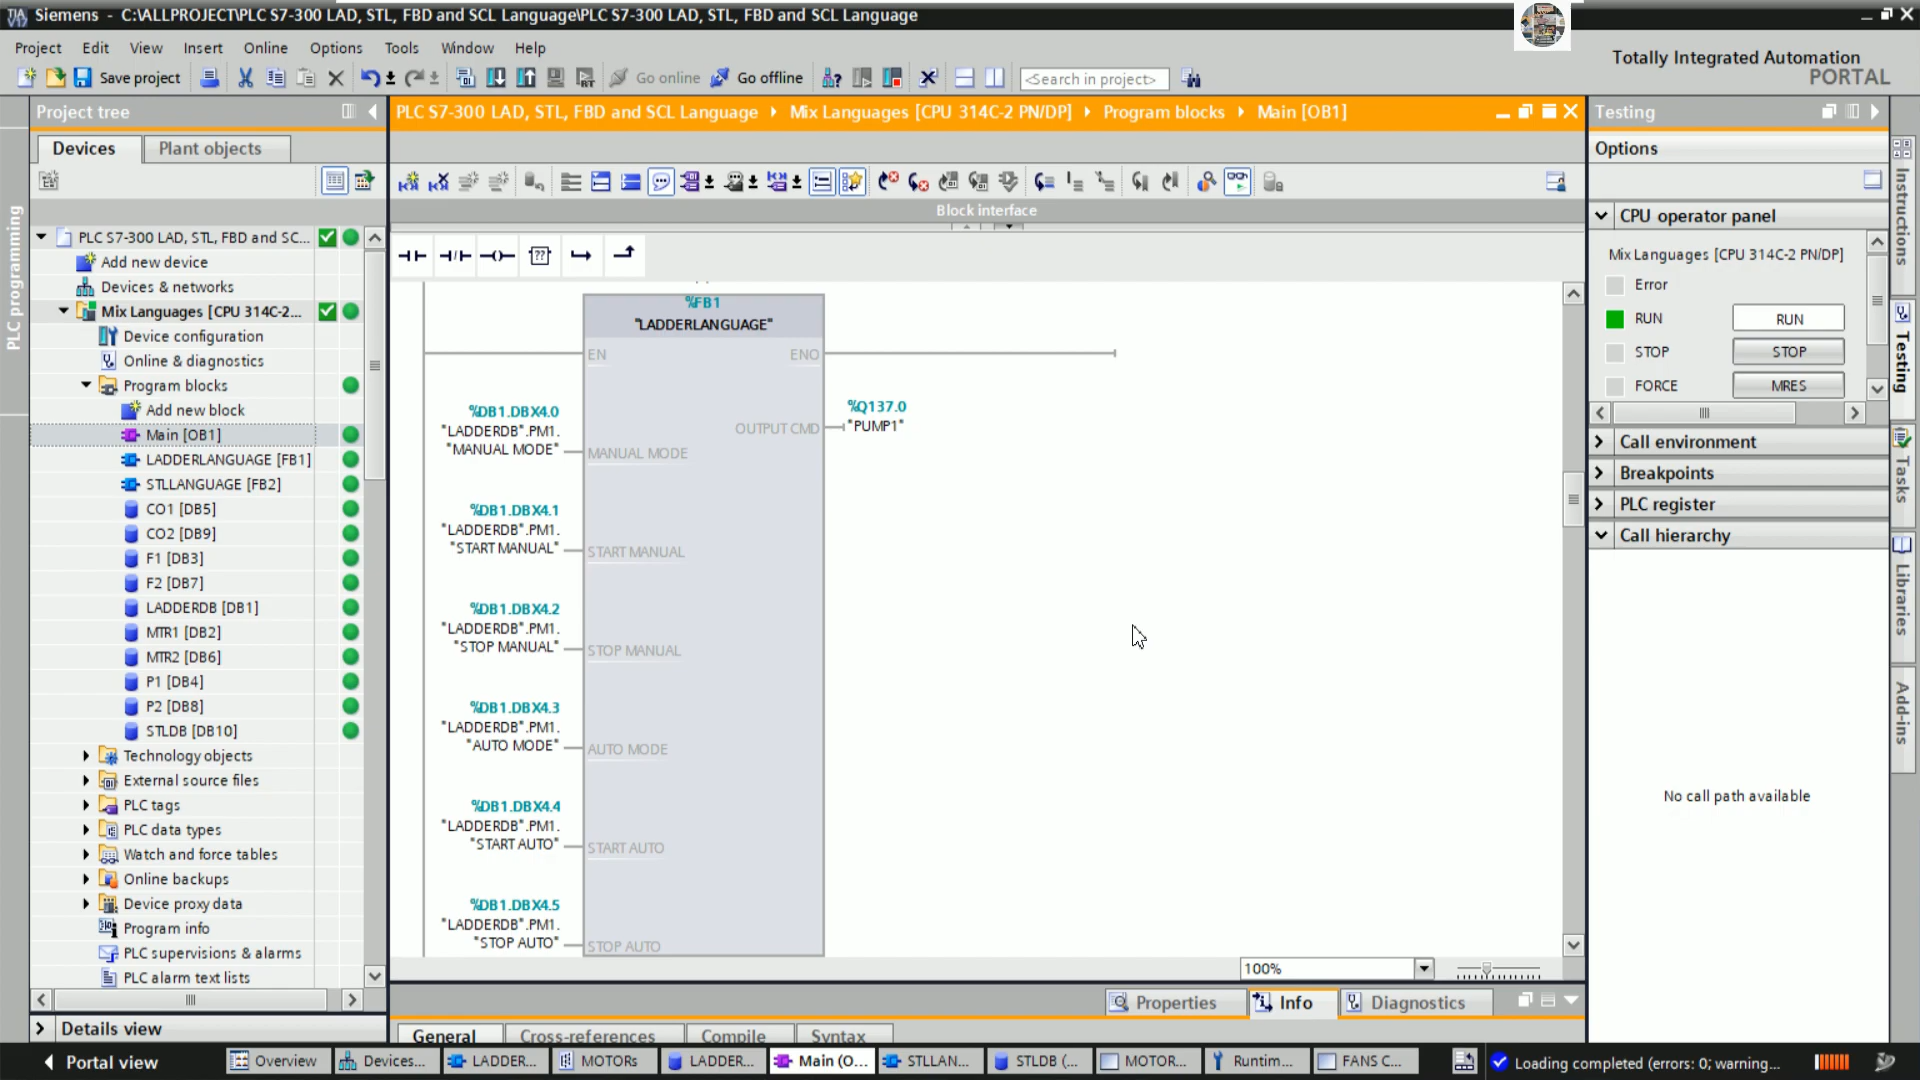 Siemens - C:\ALLPROJECT\PLC S7-300 LAD, STL, FBD and SCL Language\PLC S7-300 LAD, STL, FBD and SCL Language
Project Edit View Insert Online Options Tools Window Help
Totally Integrated Automation
PORTAL
Save project
Go online
Go offline
<Search in project>
Project tree
PLC S7-300 LAD, STL, FBD and SCL Language
Mix Languages [CPU 314C-2 PN/DP]
Program blocks
Main [OB1]
Testing
Devices
Plant objects
Options
PLC programming
Block interface
PLC S7-300 LAD, STL, FBD and SC...
Add new device
Devices & networks
Mix Languages [CPU 314C-2...
Device configuration
Online & diagnostics
Program blocks
Add new block
Main [OB1]
LADDERLANGUAGE [FB1]
STLLANGUAGE [FB2]
CO1 [DB5]
CO2 [DB9]
F1 [DB3]
F2 [DB7]
LADDERDB [DB1]
MTR1 [DB2]
MTR2 [DB6]
P1 [DB4]
P2 [DB8]
STLDB [DB10]
Technology objects
External source files
PLC tags
PLC data types
Watch and force tables
Online backups
Device proxy data
Program info
PLC supervisions & alarms
PLC alarm text lists
Details view
??
%FB1
"LADDERLANGUAGE"
EN
ENO
%DB1.DBX4.0
"LADDERDB".PM1.
"MANUAL MODE"
MANUAL MODE
OUTPUT CMD
%Q137.0
"PUMP1"
%DB1.DBX4.1
"LADDERDB".PM1.
"START MANUAL"
START MANUAL
%DB1.DBX4.2
"LADDERDB".PM1.
"STOP MANUAL"
STOP MANUAL
%DB1.DBX4.3
"LADDERDB".PM1.
"AUTO MODE"
AUTO MODE
%DB1.DBX4.4
"LADDERDB".PM1.
"START AUTO"
START AUTO
%DB1.DBX4.5
"LADDERDB".PM1.
"STOP AUTO"
STOP AUTO
100%
Properties
Info
Diagnostics
General
Cross-references
Compile
Syntax
CPU operator panel
Mix Languages [CPU 314C-2 PN/DP]
Error
RUN
RUN
STOP
STOP
FORCE
MRES
Call environment
Breakpoints
PLC register
Call hierarchy
No call path available
Instructions
Testing
Tasks
Libraries
Add-ins
Portal view
Overview
Devices...
LADDER...
MOTORs
LADDER...
Main (O...
STLLAN...
STLDB (...
MOTOR...
Runtim...
FANS C...
Loading completed (errors: 0; warning...